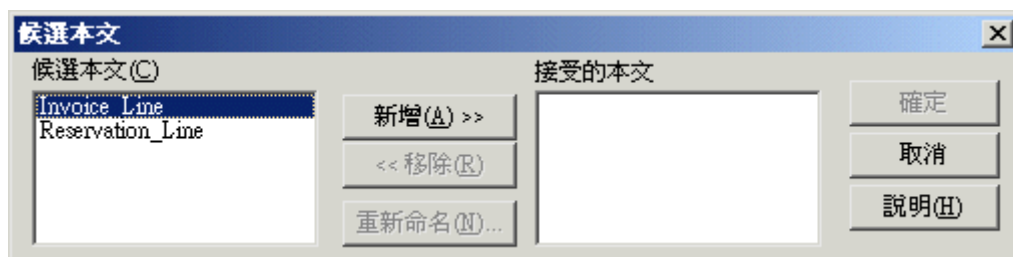 候選本文
候選本文(C)
Invoice_Line
Reservation_Line
新增(A) >>
<< 移除(R)
重新命名(N)...
接受的本文
確定
取消
說明(H)